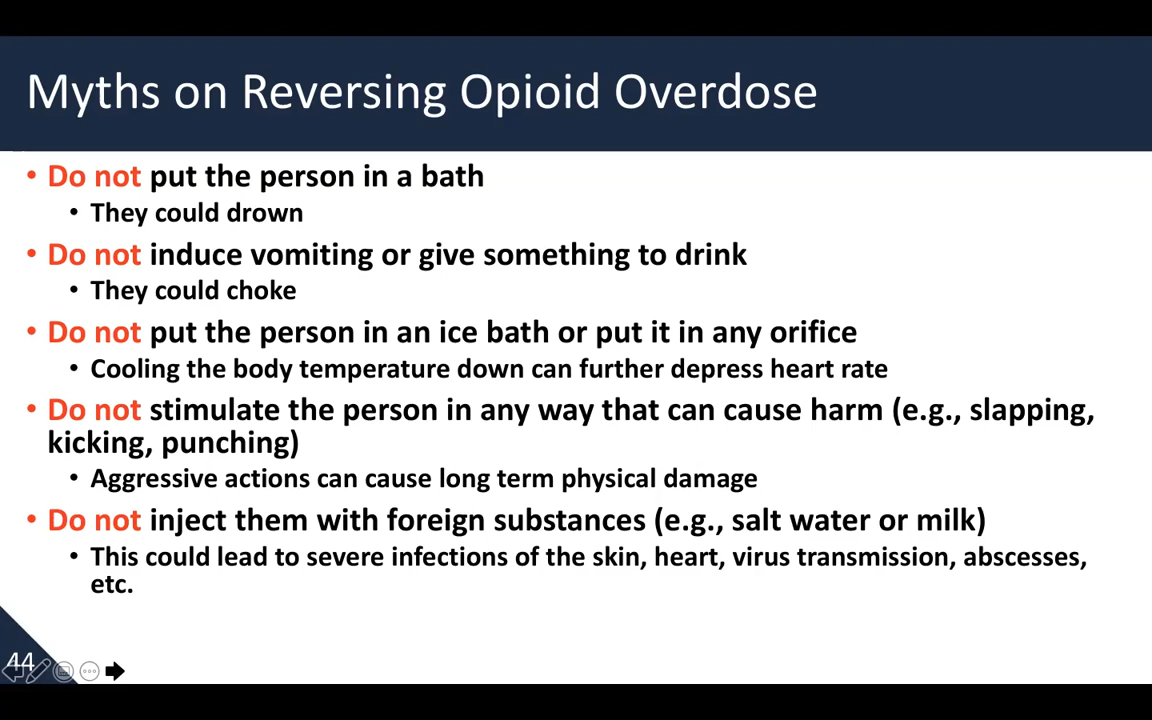 Myths on Reversing Opioid Overdose
• Do not put the person in a bath
• They could drown
• Do not induce vomiting or give something to drink
• They could choke
• Do not put the person in an ice bath or put it in any orifice
• Cooling the body temperature down can further depress heart rate
• Do not stimulate the person in any way that can cause harm (e.g., slapping,
kicking, punching)
• Aggressive actions can cause long term physical damage
• Do not inject them with foreign substances (e.g., salt water or milk)
• This could lead to severe infections of the skin, heart, virus transmission, abscesses,
etc.
44